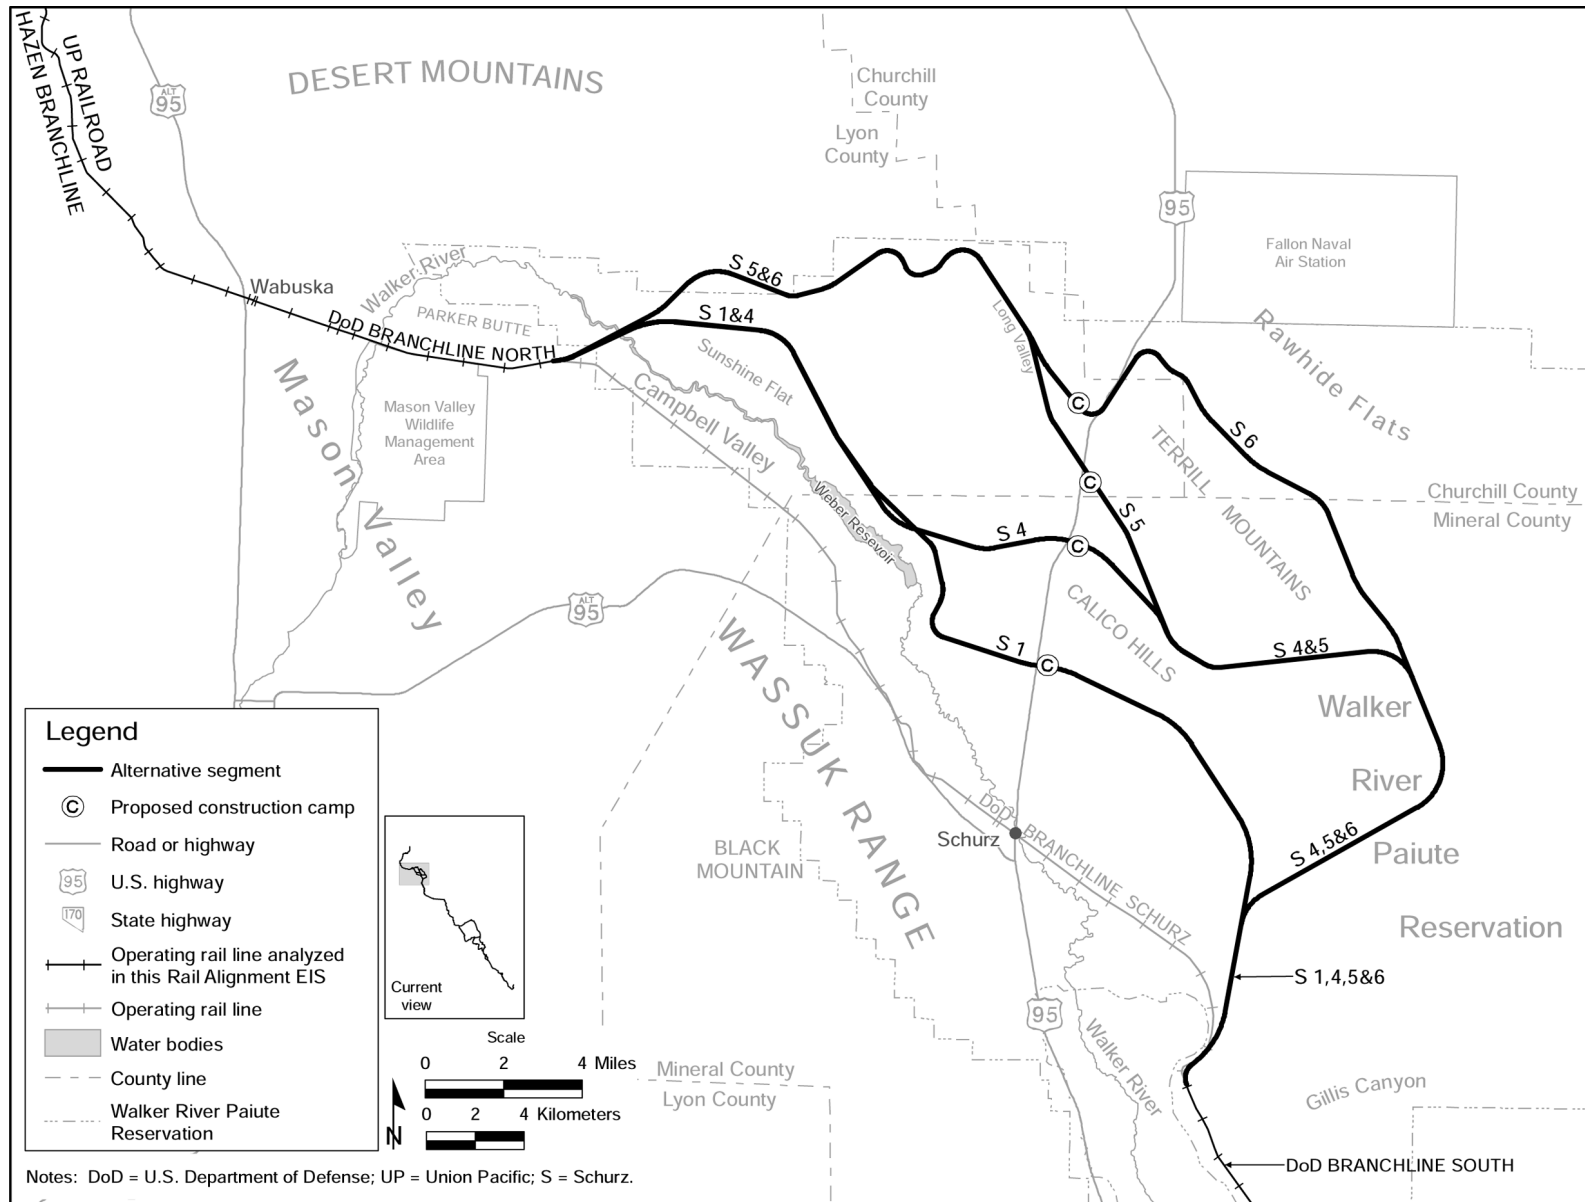 HAZEN BRANCHLINE
UP RAILROAD
ALT
95
DESERT MOUNTAINS
Churchill
County
Lyon
County
95
Fallon Naval
Air Station
Wabuska
Walker River
PARKER BUTTE
DoD BRANCHLINE NORTH
S 5&6
S 1&4
Sunshine Flat
Long Valley
Rawhide Flats
Mason Valley
Mason Valley
Wildlife
Management
Area
Campbell Valley
C
S 6
TERRILL MOUNTAINS
Weber Resevoir
C
S 5
Churchill County
Mineral County
S 4
C
ALT
95
CALICO HILLS
WASSUK RANGE
S 1
C
S 4&5
Walker
River
Paiute
Reservation
BLACK
MOUNTAIN
Schurz
DoD BRANCHLINE SCHURZ
S 4,5&6
S 1,4,5&6
95
Walker River
Mineral County
Lyon County
Gillis Canyon
DoD BRANCHLINE SOUTH
Legend
Alternative segment
C Proposed construction camp
Road or highway
95 U.S. highway
170 State highway
Operating rail line analyzed
in this Rail Alignment EIS
Operating rail line
Water bodies
County line
Walker River Paiute
Reservation
Current
view
Scale
0 2 4 Miles
0 2 4 Kilometers
N
Notes: DoD = U.S. Department of Defense; UP = Union Pacific; S = Schurz.